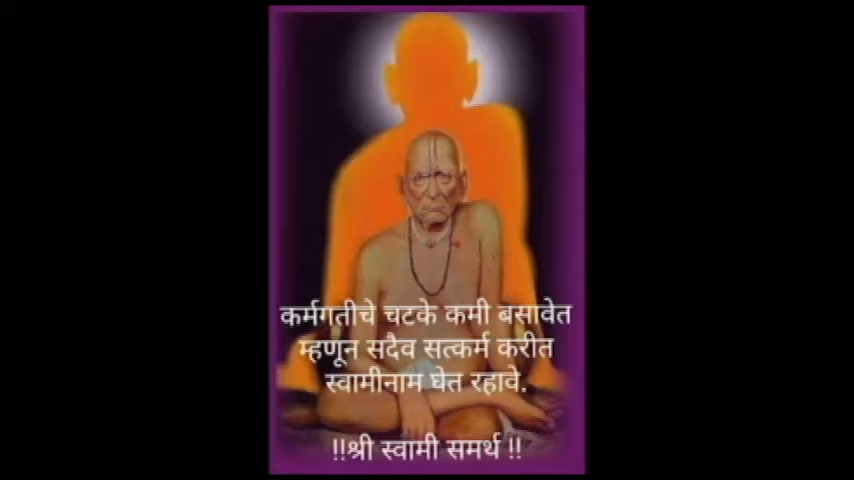 कर्मगतीचे चटके कमी बसावेत
म्हणून सदैव सत्कर्म करीत
स्वामीनाम घेत रहावे.
!!श्री स्वामी समर्थ !!